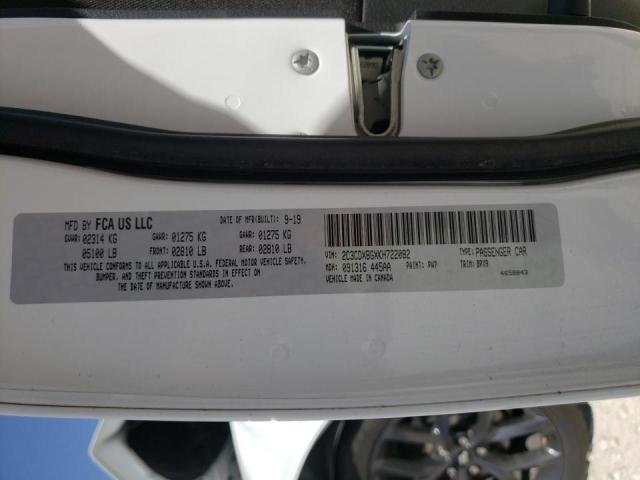 MFD BY FCA US LLC DATE OF MFR(BUILT): 9-19
GVWR: 02314 KG GAWR: 01275 KG GAWR: 01275 KG
05100 LB FRONT: 02810 LB REAR: 02810 LB
THIS VEHICLE CONFORMS TO ALL APPLICABLE U.S.A. FEDERAL MOTOR VEHICLE SAFETY,
BUMPER, AND THEFT PREVENTION STANDARDS IN EFFECT ON
THE DATE OF MANUFACTURE SHOWN ABOVE.
VIN: 2C3CDXBGXKH722082 TYPE: PASSENGER CAR
MDH: 091316 445AA PAINT: PW7 TRIM: BPX9
VEHICLE MADE IN CANADA 4658843